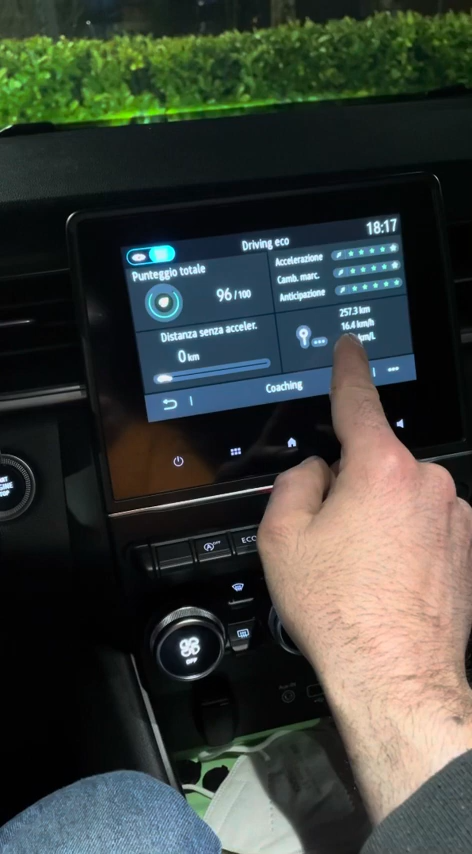 18:17
Driving eco
Punteggio totale
96/100
Accelerazione
Camb. marc.
Anticipazione
Distanza senza acceler.
0 km
257.3 km
16.4 km/h
km/L
Coaching
OFF
ECO
OFF